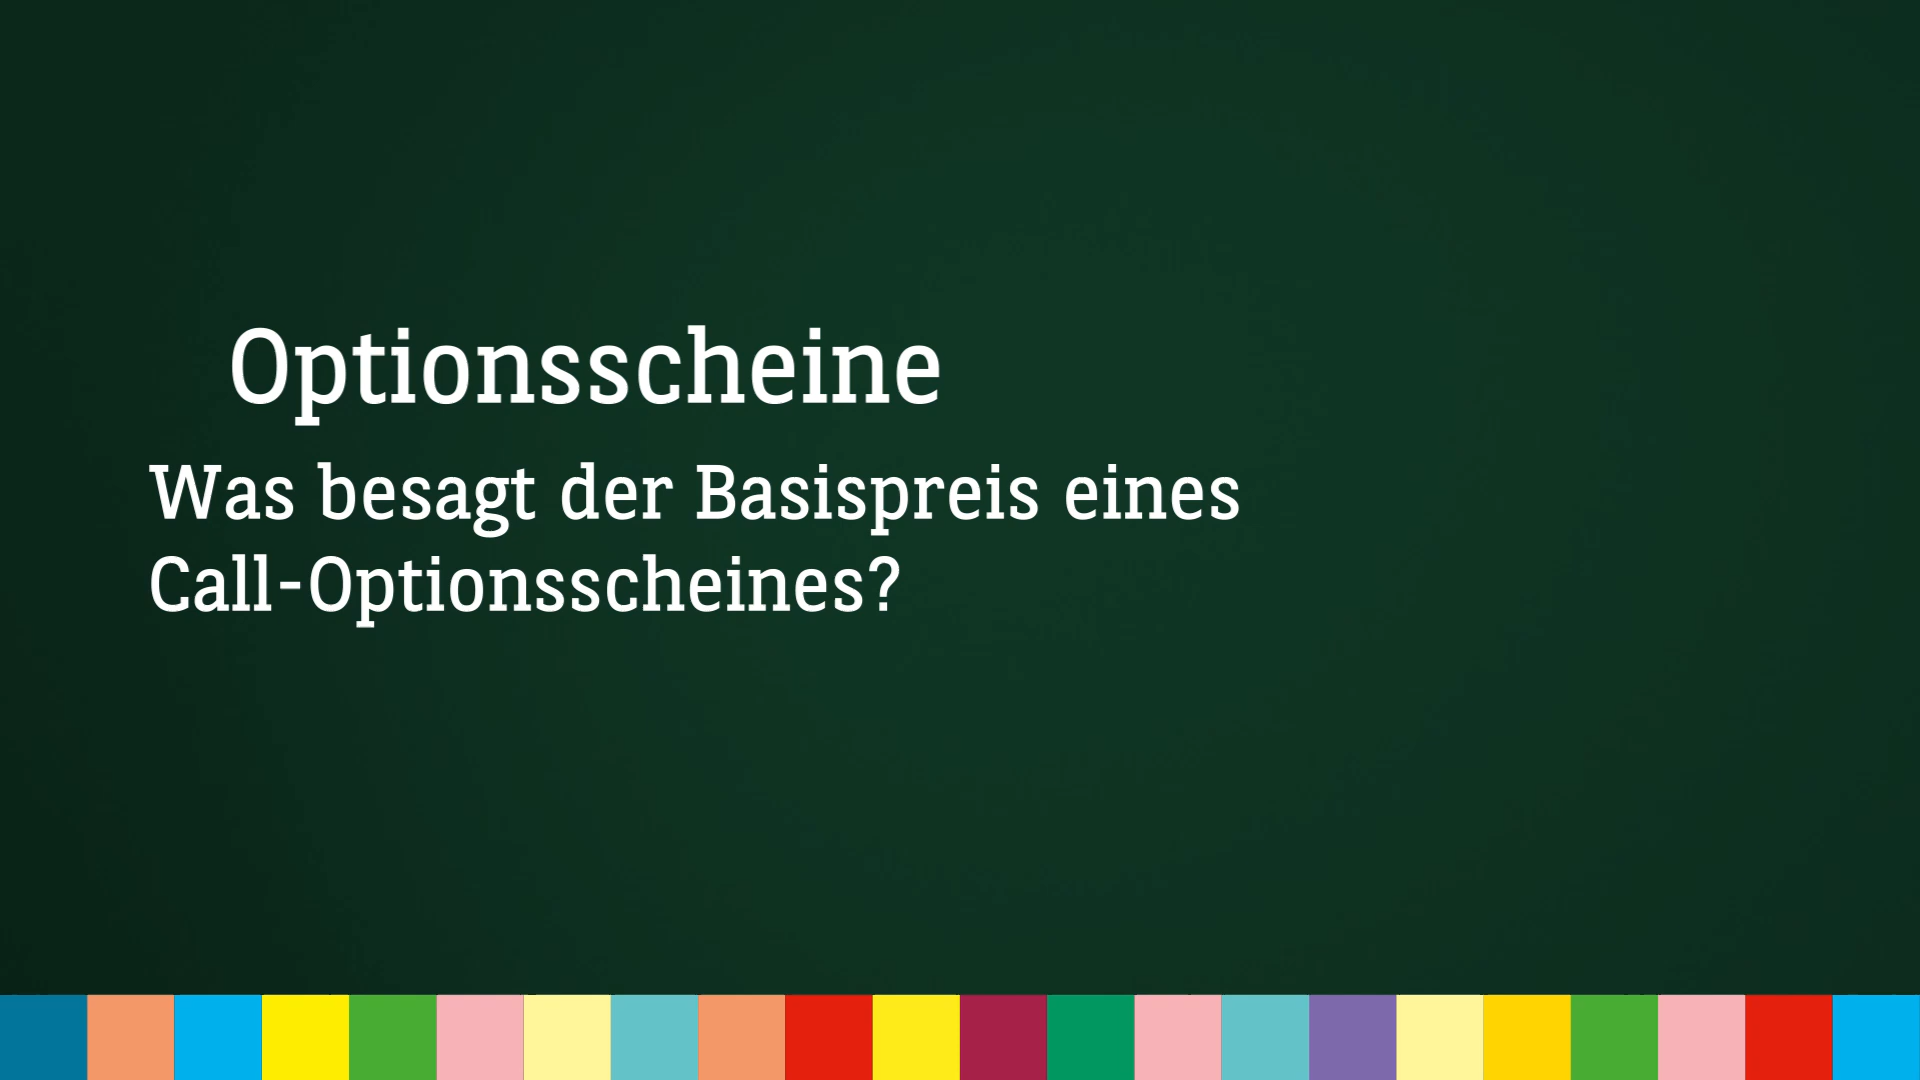 Optionsscheine
Was besagt der Basispreis eines
Call-Optionsscheines?